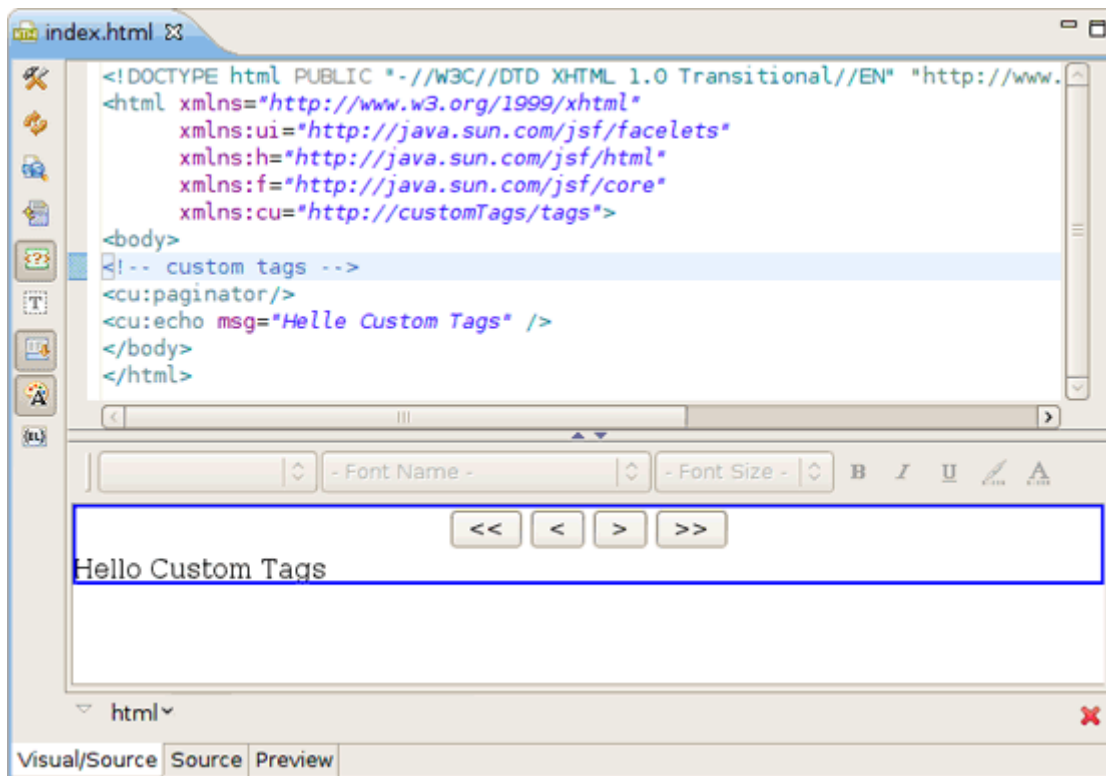 index.html
<!DOCTYPE html PUBLIC "-//W3C//DTD XHTML 1.0 Transitional//EN" "http://www.
<html xmlns="http://www.w3.org/1999/xhtml"
xmlns:ui="http://java.sun.com/jsf/facelets"
xmlns:h="http://java.sun.com/jsf/html"
xmlns:f="http://java.sun.com/jsf/core"
xmlns:cu="http://customTags/tags">
<body>
<!-- custom tags -->
<cu:paginator/>
<cu:echo msg="Helle Custom Tags" />
</body>
</html>
- Font Name - - Font Size - B I U A
<< < > >>
Hello Custom Tags
html
Visual/Source Source Preview